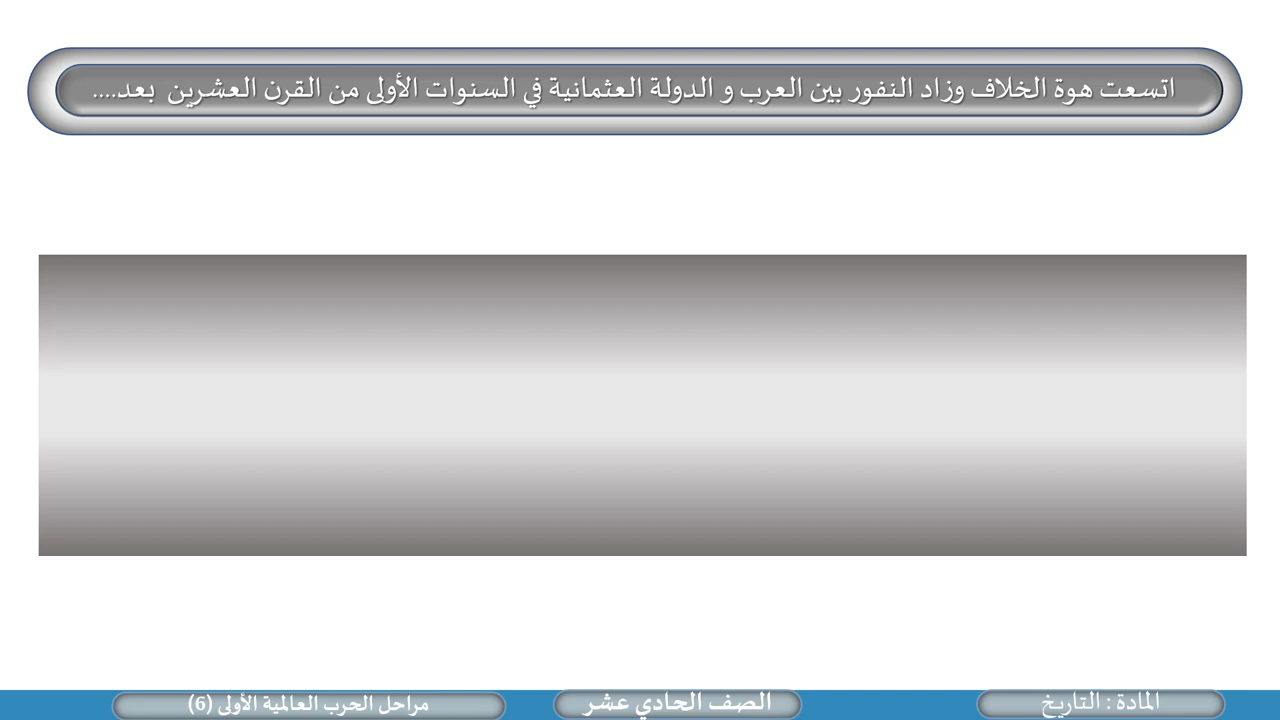 اتسعت هوة الخلاف وزاد النفور بين العرب و الدولة العثمانية في السنوات الأولى من القرن العشرين بعد....
المادة : التاريخ
الصف الحادي عشر
مراحل الحرب العالمية الأولى (6)